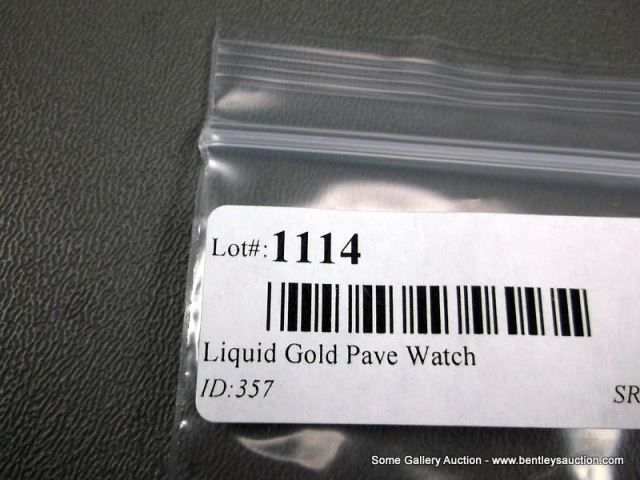 Lot#: 1114
Liquid Gold Pave Watch
ID:357
SR
Some Gallery Auction - www.bentleysauction.com